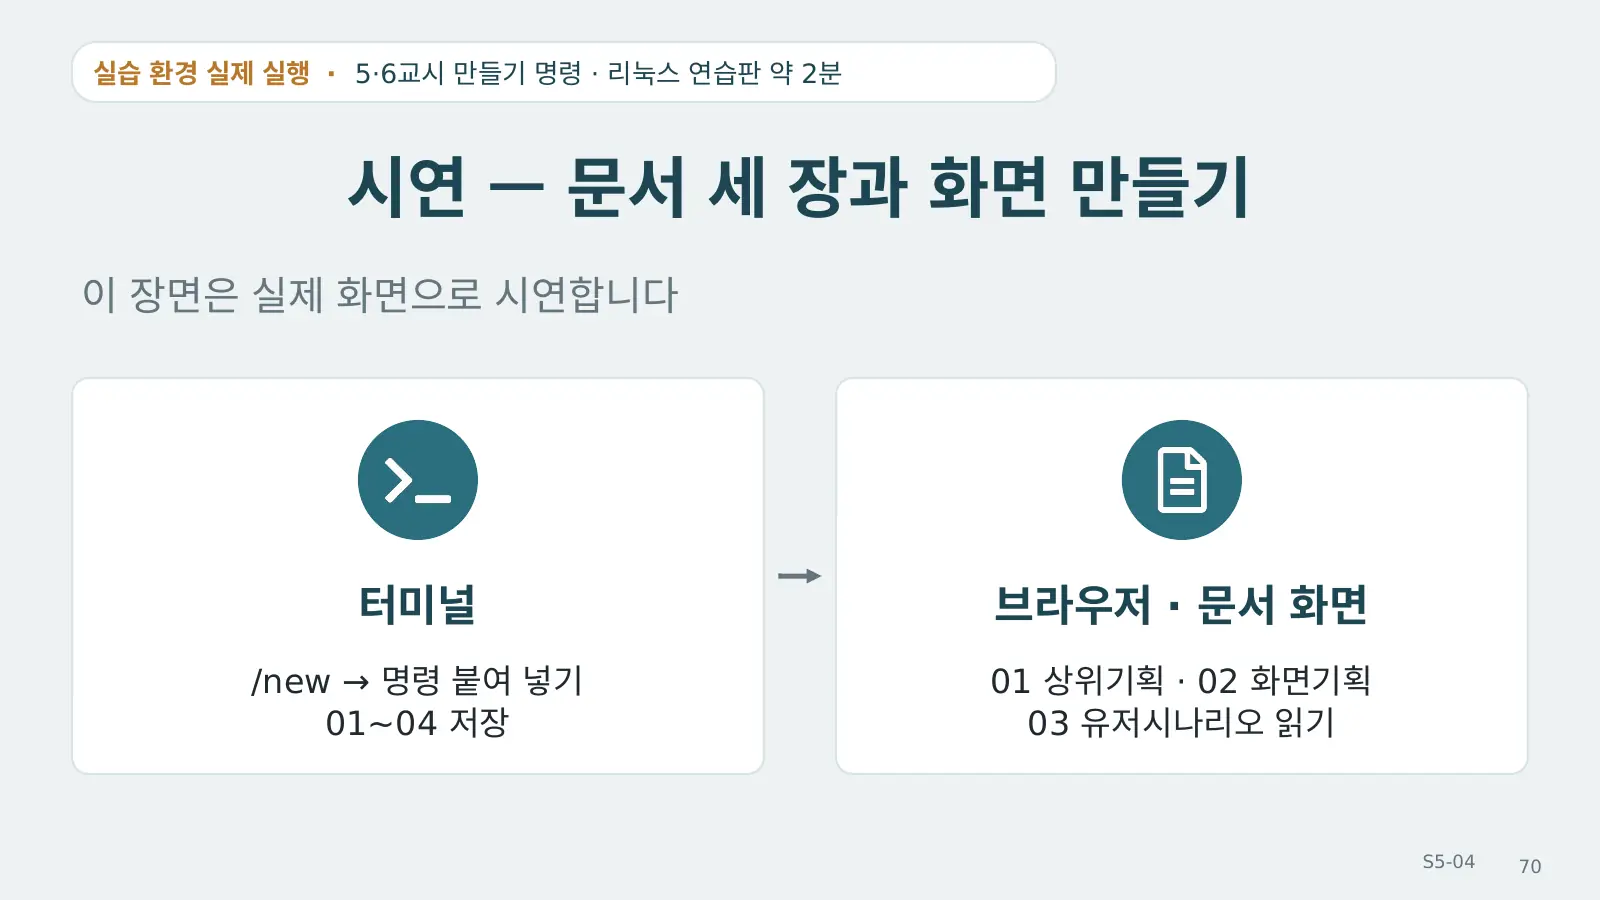 실습 환경 실제 실행 · 5·6교시 만들기 명령 · 리눅스 연습판 약 2분
시연 — 문서 세 장과 화면 만들기
이 장면은 실제 화면으로 시연합니다
터미널
/new → 명령 붙여 넣기
01~04 저장
브라우저 · 문서 화면
01 상위기획 · 02 화면기획
03 유저시나리오 읽기
S5-04
70